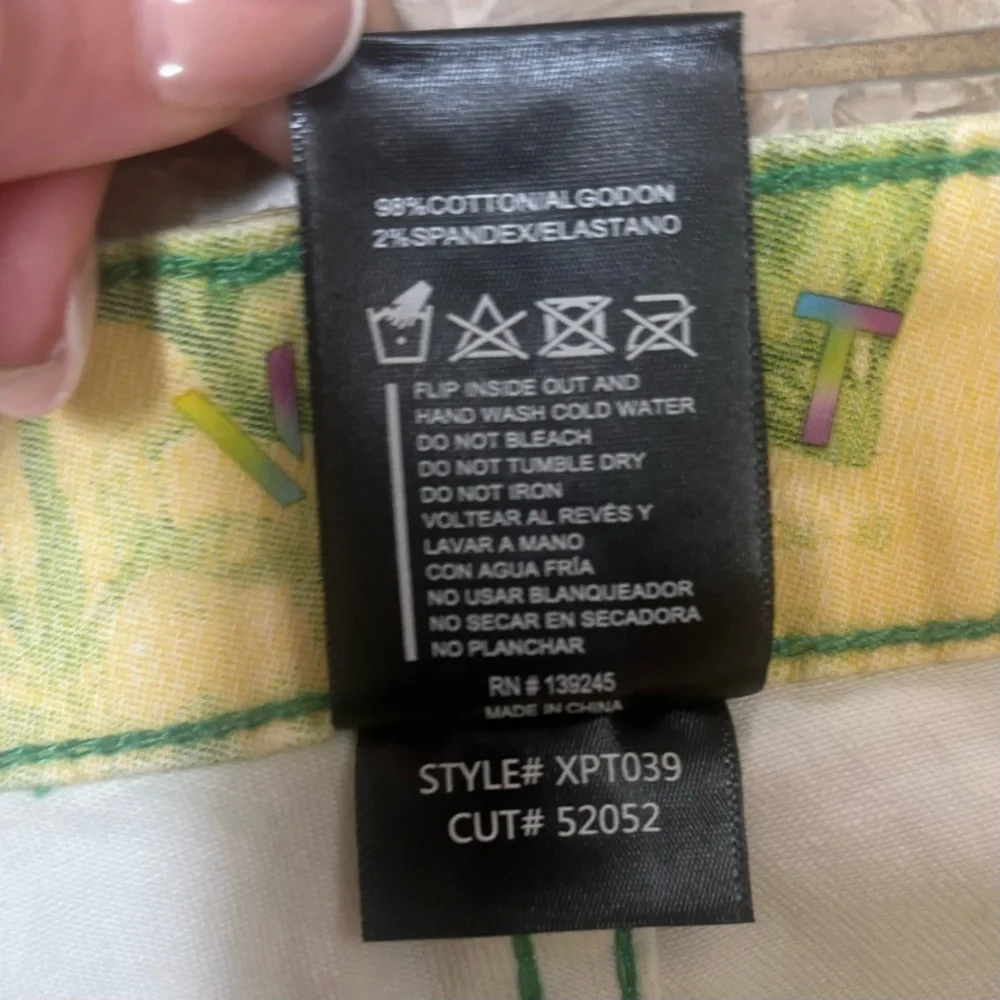 98%COTTON/ALGODON
2%SPANDEX/ELASTANO
FLIP INSIDE OUT AND
HAND WASH COLD WATER
DO NOT BLEACH
DO NOT TUMBLE DRY
DO NOT IRON
VOLTEAR AL REVÉS Y
LAVAR A MANO
CON AGUA FRÍA
NO USAR BLANQUEADOR
NO SECAR EN SECADORA
NO PLANCHAR
RN # 139245
MADE IN CHINA
STYLE# XPT039
CUT# 52052
T